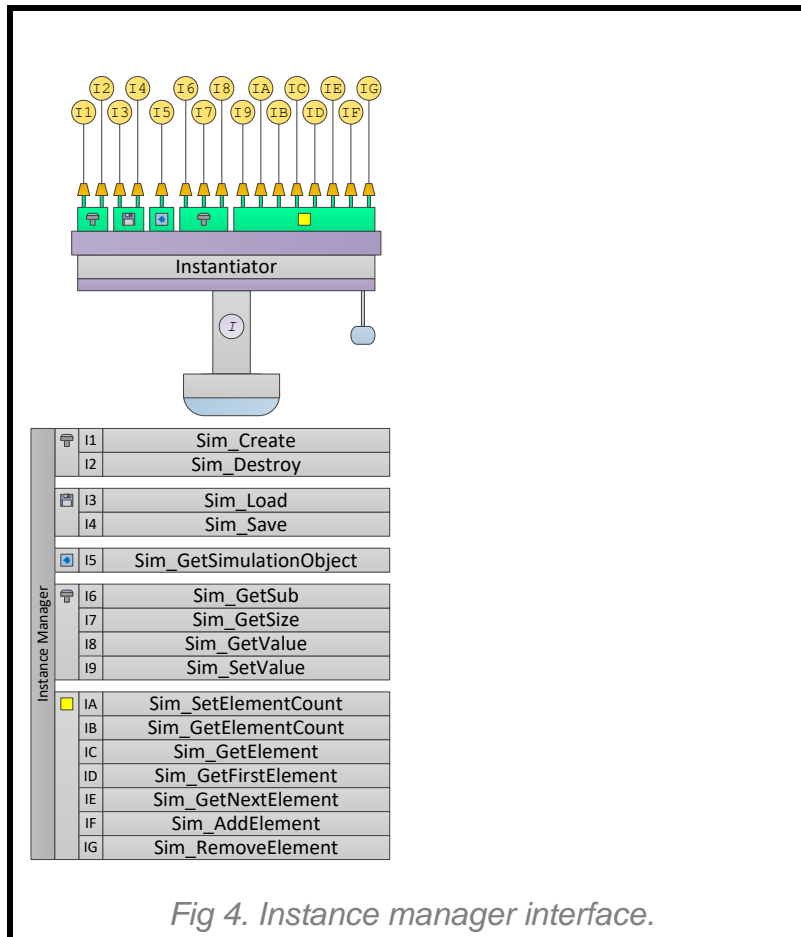 I2 I4 I6 I8 IA IC IE IG
I1 I3 I5 I7 I9 IB ID IF
Instantiator
I
Instance Manager
I1 Sim_Create
I2 Sim_Destroy
I3 Sim_Load
I4 Sim_Save
I5 Sim_GetSimulationObject
I6 Sim_GetSub
I7 Sim_GetSize
I8 Sim_GetValue
I9 Sim_SetValue
IA Sim_SetElementCount
IB Sim_GetElementCount
IC Sim_GetElement
ID Sim_GetFirstElement
IE Sim_GetNextElement
IF Sim_AddElement
IG Sim_RemoveElement
Fig 4. Instance manager interface.